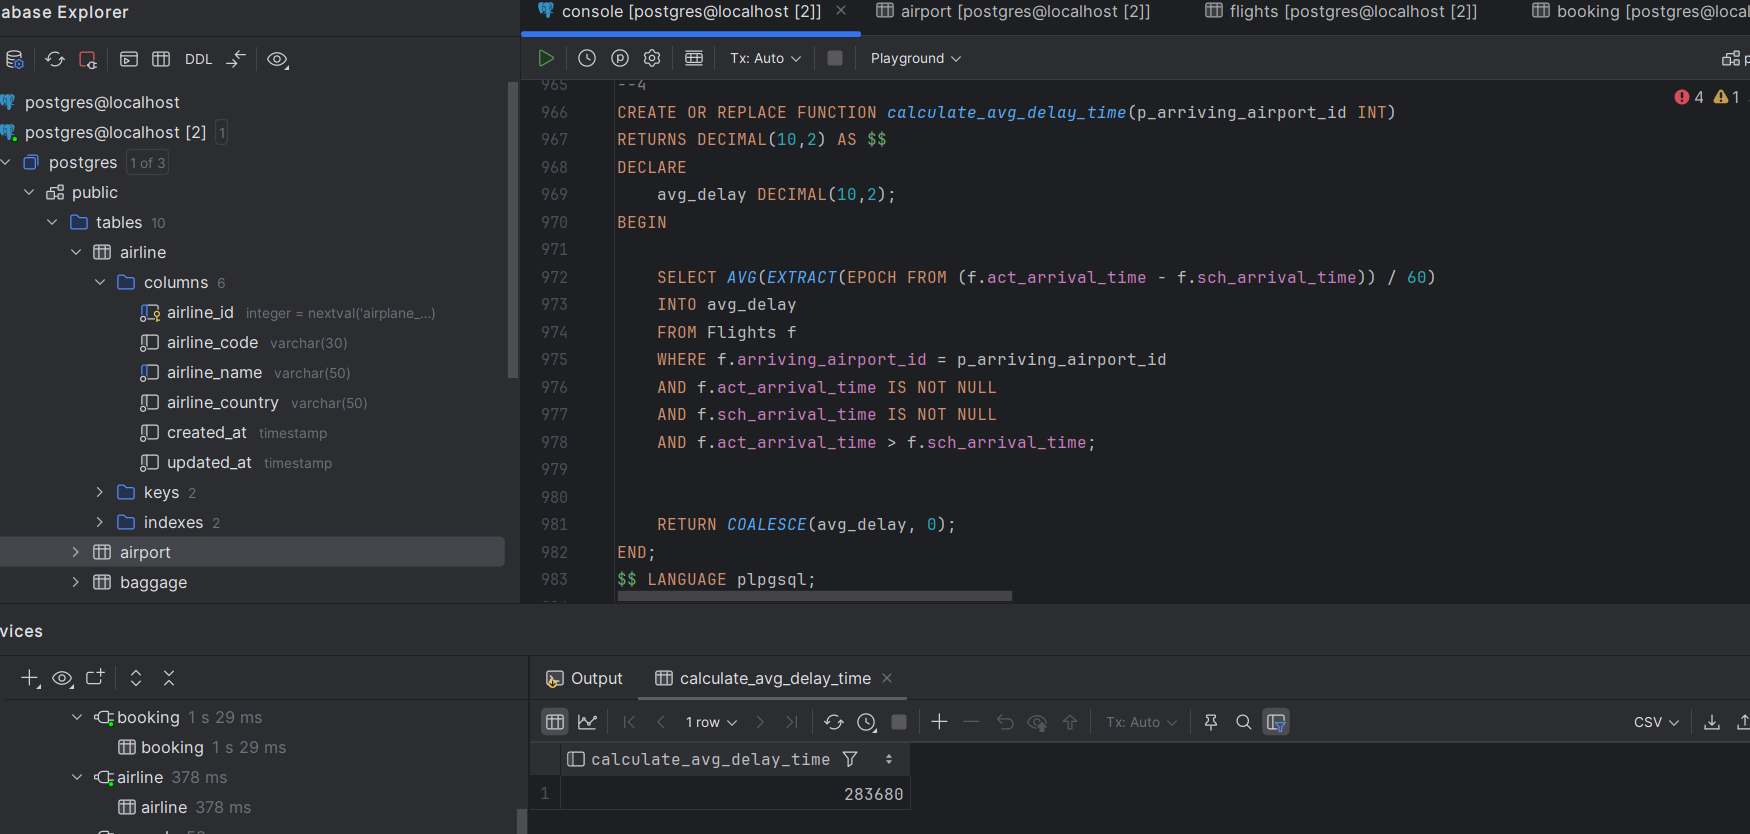 abase Explorer
console [postgres@localhost [2]]
airport [postgres@localhost [2]]
flights [postgres@localhost [2]]
booking [postgres@local
DDL
Tx: Auto
Playground
p
postgres@localhost
postgres@localhost [2] 1
postgres 1 of 3
public
tables 10
airline
columns 6
airline_id integer = nextval('airplane_...)
airline_code varchar(30)
airline_name varchar(50)
airline_country varchar(50)
created_at timestamp
updated_at timestamp
keys 2
indexes 2
airport
baggage
4 1
965 --4
966 CREATE OR REPLACE FUNCTION calculate_avg_delay_time(p_arriving_airport_id INT)
967 RETURNS DECIMAL(10,2) AS $$
968 DECLARE
969 avg_delay DECIMAL(10,2);
970 BEGIN
971
972 SELECT AVG(EXTRACT(EPOCH FROM (f.act_arrival_time - f.sch_arrival_time)) / 60)
973 INTO avg_delay
974 FROM Flights f
975 WHERE f.arriving_airport_id = p_arriving_airport_id
976 AND f.act_arrival_time IS NOT NULL
977 AND f.sch_arrival_time IS NOT NULL
978 AND f.act_arrival_time > f.sch_arrival_time;
979
980
981 RETURN COALESCE(avg_delay, 0);
982 END;
983 $$ LANGUAGE plpgsql;
vices
booking 1 s 29 ms
booking 1 s 29 ms
airline 378 ms
airline 378 ms
Output
calculate_avg_delay_time
1 row
Tx: Auto
CSV
calculate_avg_delay_time
1 283680